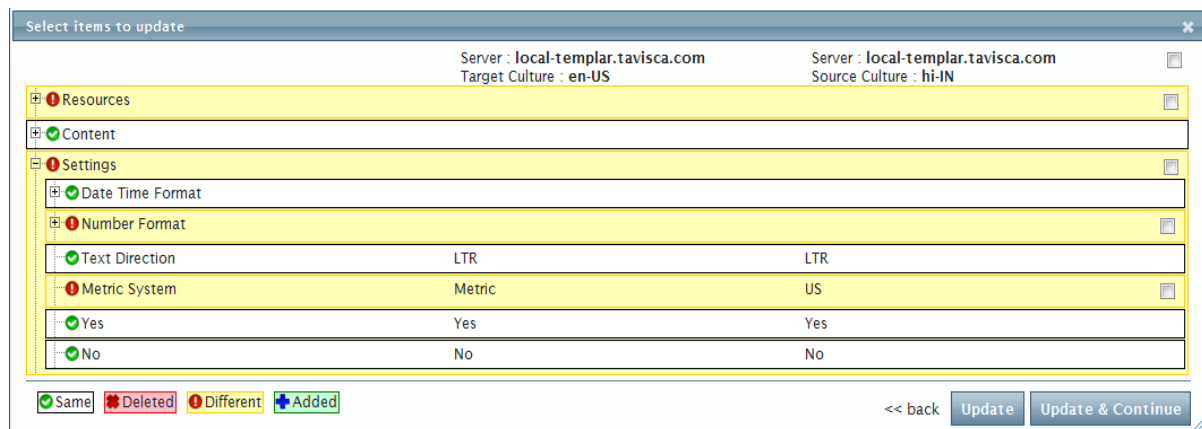 Select items to update
Server : local-templar.tavisca.com Server : local-templar.tavisca.com
Target Culture : en-US Source Culture : hi-IN
Resources
Content
Settings
Date Time Format
Number Format
Text Direction LTR LTR
Metric System Metric US
Yes Yes Yes
No No No
Same Deleted Different Added
<< back Update Update & Continue